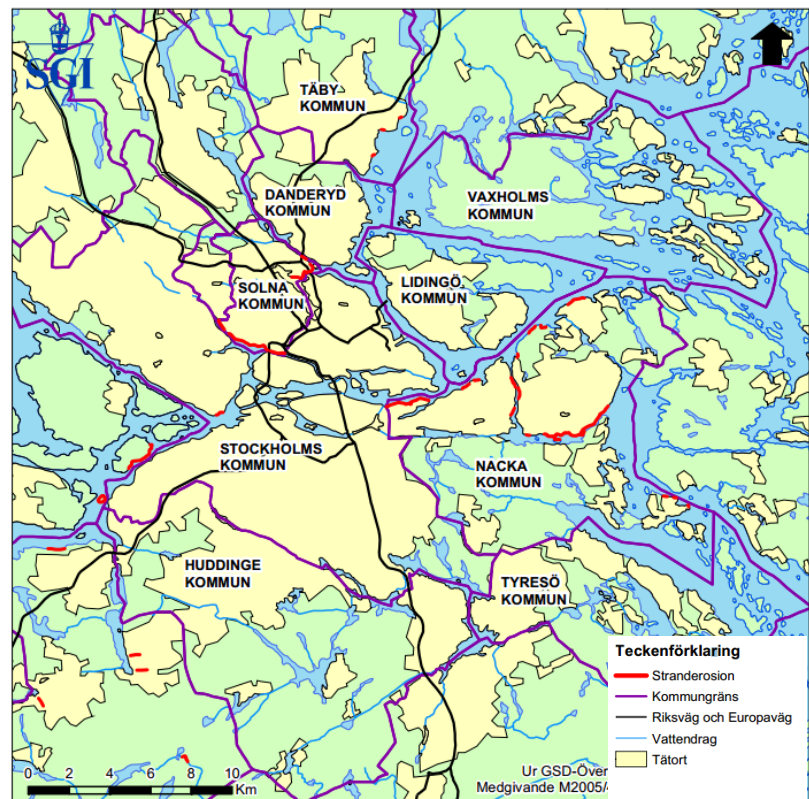 SGI
TÄBY
KOMMUN
DANDERYD
KOMMUN
VAXHOLMS
KOMMUN
SOLNA
KOMMUN
LIDINGÖ
KOMMUN
STOCKHOLMS
KOMMUN
NACKA
KOMMUN
HUDDINGE
KOMMUN
TYRESÖ
KOMMUN
Teckenförklaring
Stranderosion
Kommungräns
Riksväg och Europaväg
Vattendrag
Tätort
0 2 4 6 8 10
Km
Ur GSD-Över
Medgivande M2005/